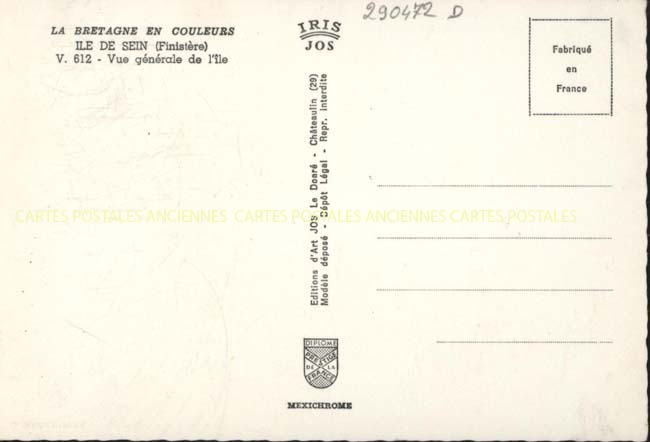 LA BRETAGNE EN COULEURS
ILE DE SEIN (Finistère)
V. 612 - Vue générale de l'île
IRIS
JOS
290472 D
Fabriqué
en
France
Editions d'Art JOS Le Doaré - Châteaulin (29)
Modèle déposé - Dépôt Légal - Repr. interdite
CARTES POSTALES ANCIENNES CARTES POSTALES ANCIENNES CARTES POSTALES
DIPLOME
PRESTIGE
DE LA
FRANCE
MEXICHROME